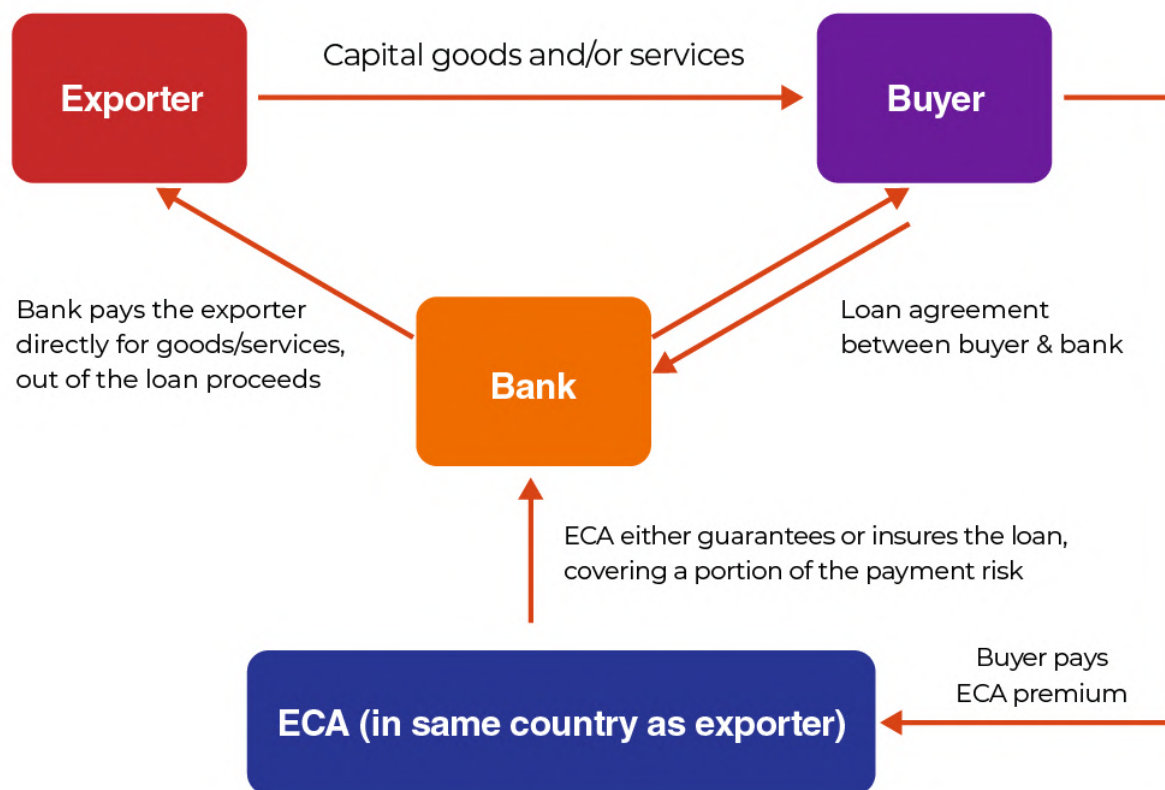 Capital goods and/or services
Exporter
Buyer
Bank pays the exporter
directly for goods/services,
out of the loan proceeds
Loan agreement
between buyer & bank
Bank
ECA either guarantees or insures the loan,
covering a portion of the payment risk
Buyer pays
ECA premium
ECA (in same country as exporter)